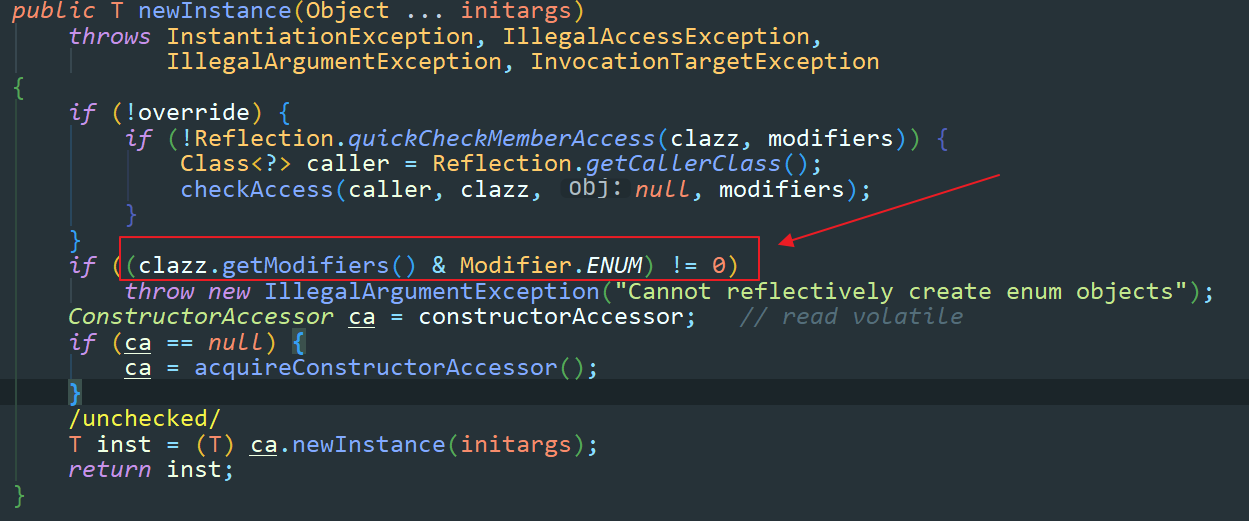 public T newInstance(Object ... initargs)
    throws InstantiationException, IllegalAccessException,
           IllegalArgumentException, InvocationTargetException
{
    if (!override) {
        if (!Reflection.quickCheckMemberAccess(clazz, modifiers)) {
            Class<?> caller = Reflection.getCallerClass();
            checkAccess(caller, clazz, obj: null, modifiers);
        }
    }
    if ((clazz.getModifiers() & Modifier.ENUM) != 0)
        throw new IllegalArgumentException("Cannot reflectively create enum objects");
    ConstructorAccessor ca = constructorAccessor;   // read volatile
    if (ca == null) {
        ca = acquireConstructorAccessor();
    }
    /unchecked/
    T inst = (T) ca.newInstance(initargs);
    return inst;
}